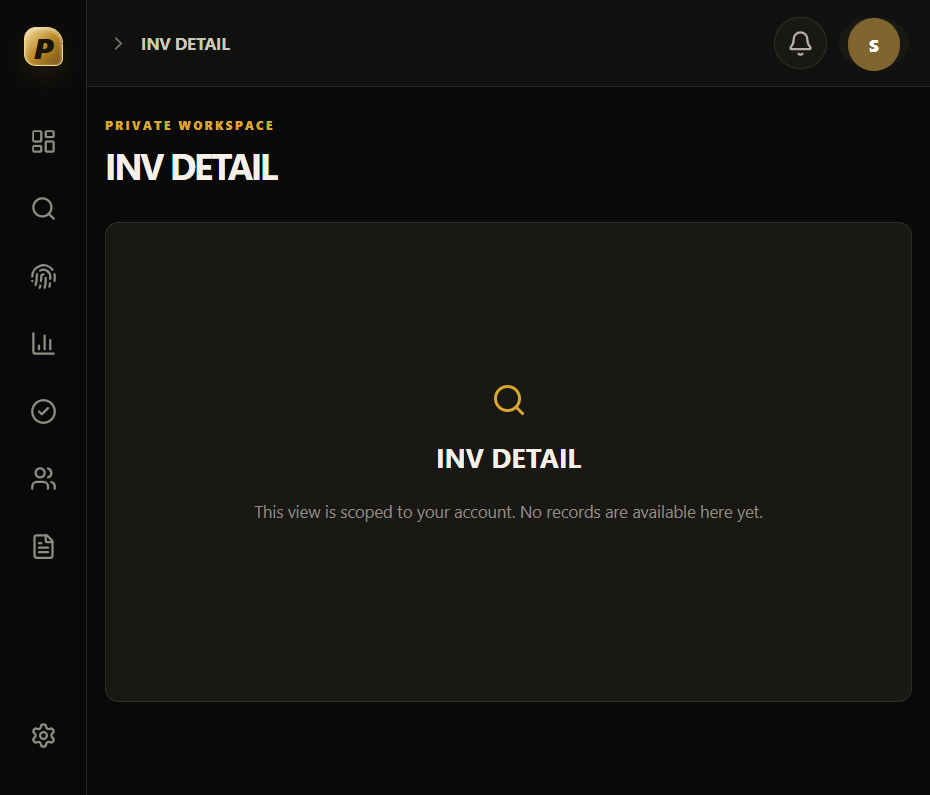 P
INV DETAIL
S
PRIVATE WORKSPACE
INV DETAIL
INV DETAIL
This view is scoped to your account. No records are available here yet.